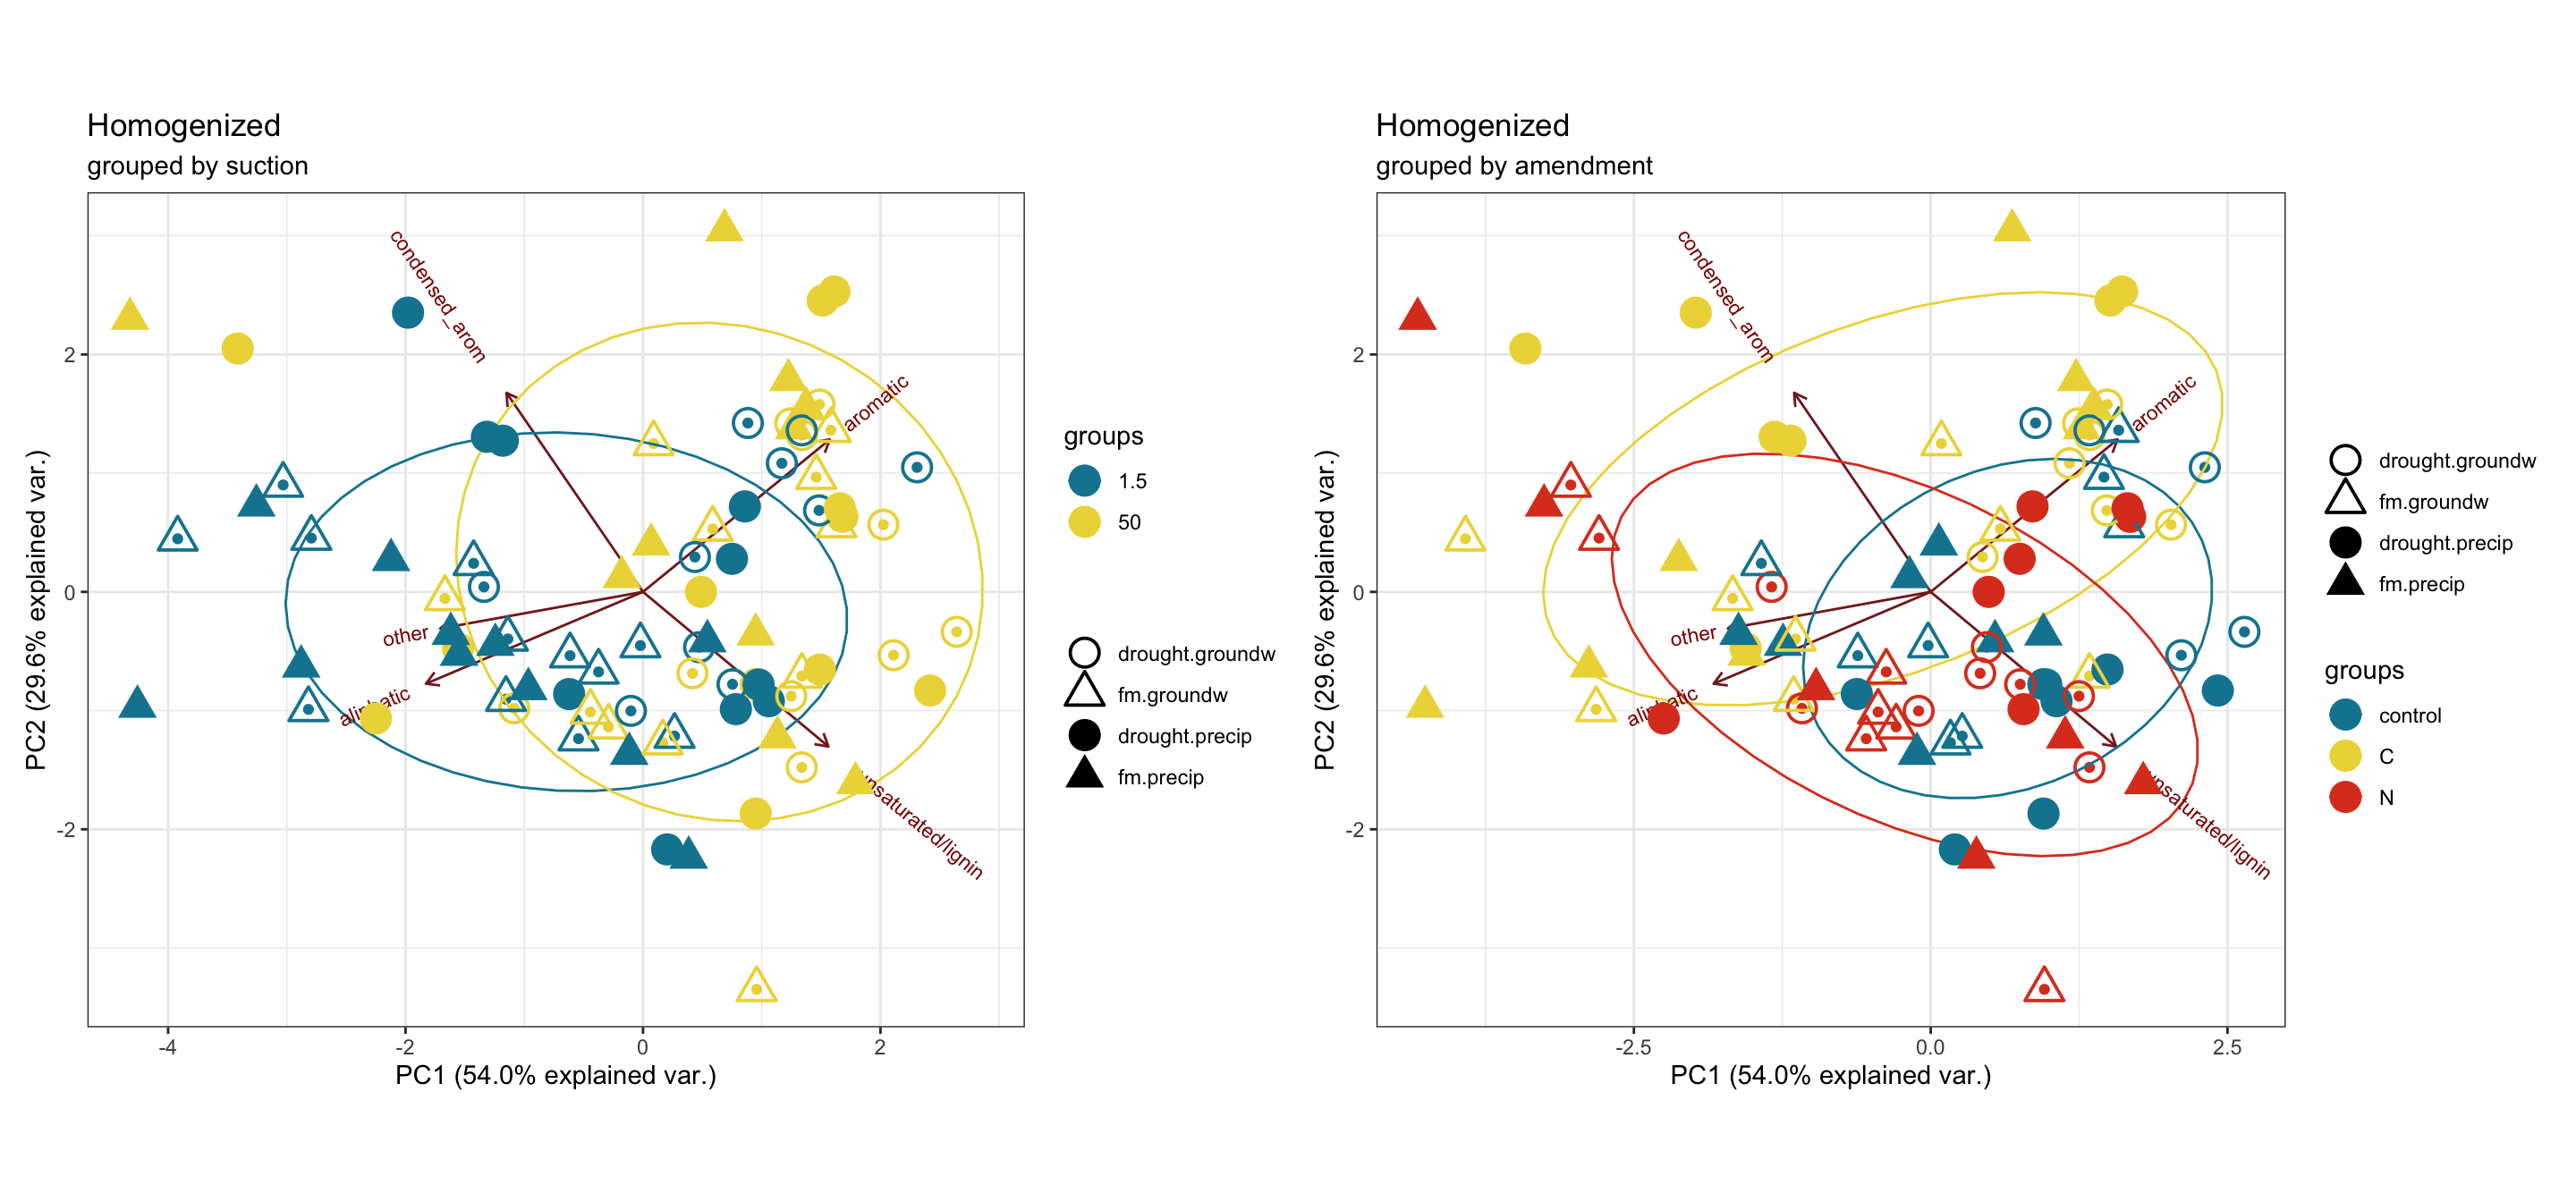 Homogenized
grouped by suction
condensed_arom
aromatic
other
aliphatic
unsaturated/lignin
2
0
-2
-4
-2
0
2
PC1 (54.0% explained var.)
PC2 (29.6% explained var.)
groups
1.5
50
drought.groundw
fm.groundw
drought.precip
fm.precip
Homogenized
grouped by amendment
condensed_arom
aromatic
other
aliphatic
unsaturated/lignin
2
0
-2
-2.5
0.0
2.5
PC1 (54.0% explained var.)
PC2 (29.6% explained var.)
drought.groundw
fm.groundw
drought.precip
fm.precip
groups
control
C
N